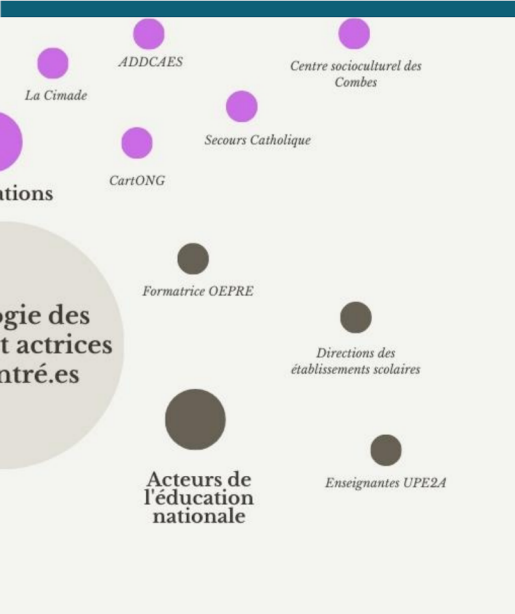 ADDCAES
Centre socioculturel des
Combes
La Cimade
Secours Catholique
CartONG
ations
Formatrice OEPRE
ogie des
t actrices
ntré.es
Directions des
établissements scolaires
Acteurs de
l'éducation
nationale
Enseignantes UPE2A